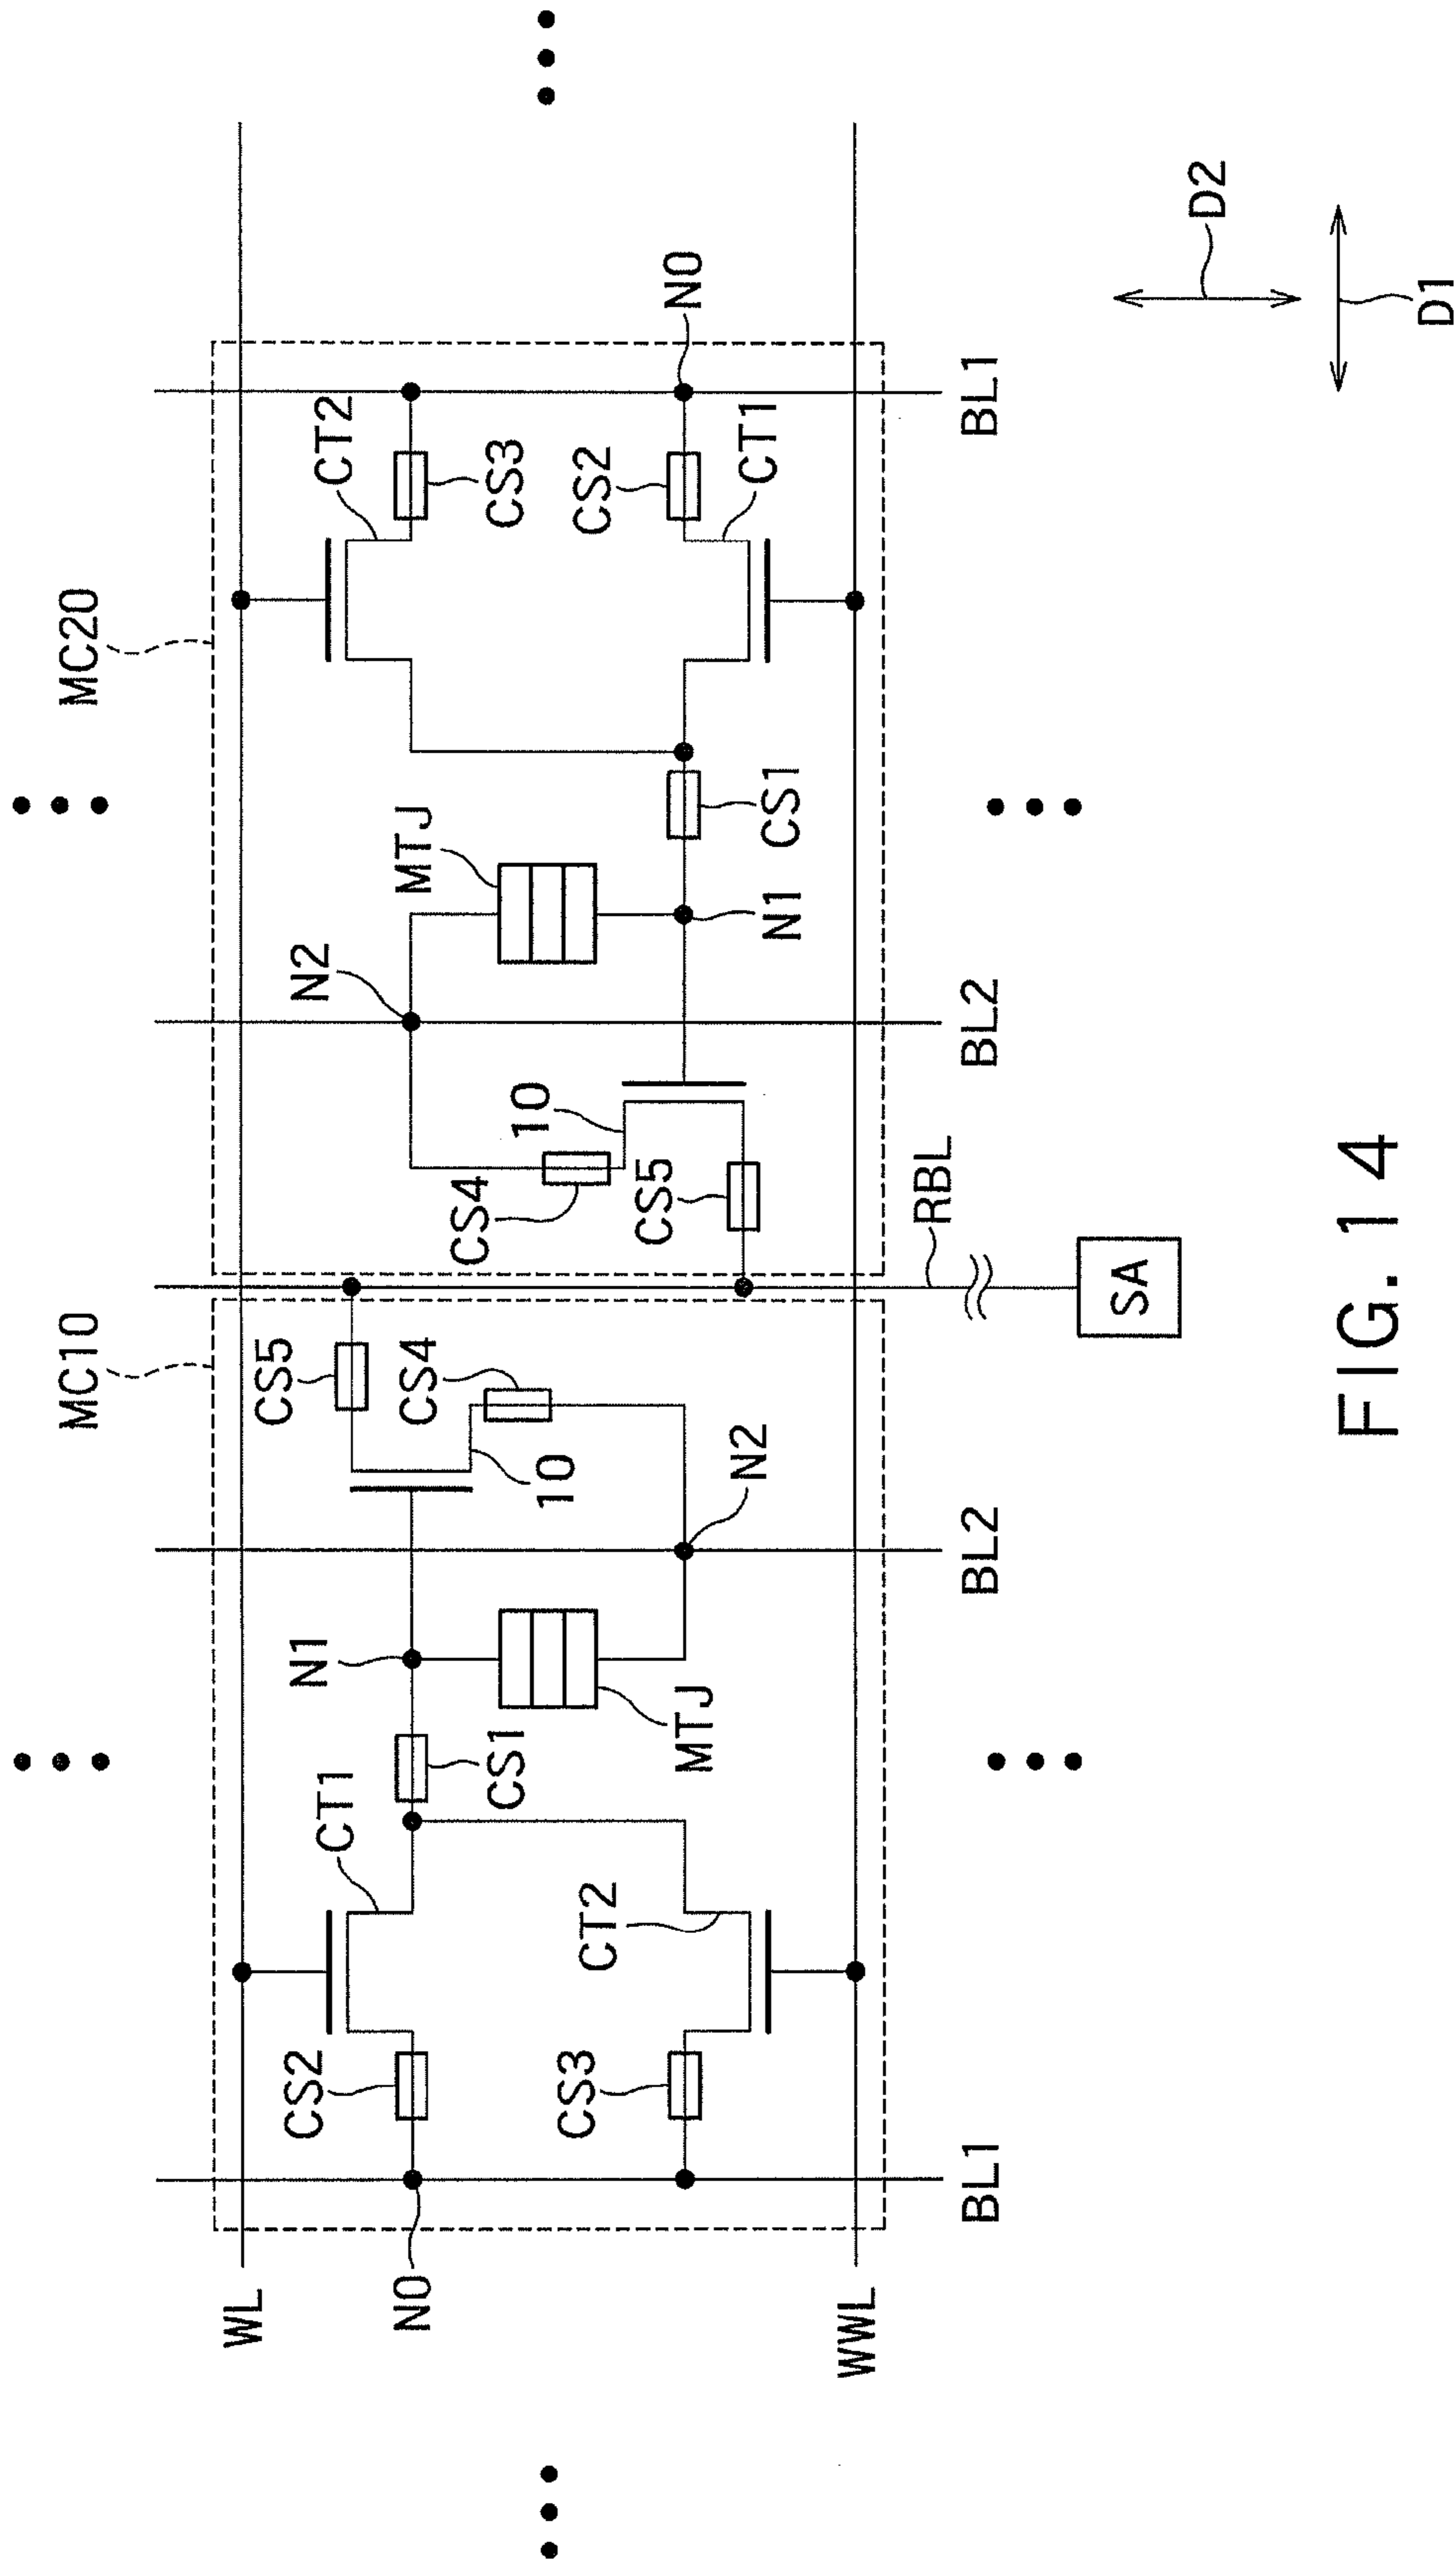 MC10
MC20
WL
CS5
CS2
N1
N2
CT1
CT2
N0
CS4
MTJ
CS4
CS1
CS3
10
10
CS3
CS2
CT2
CS5
N0
MTJ
N2
CT1
CS1
N1
WWL
RBL
BL1
BL2
BL2
BL1
SA
D2
D1
FIG. 14